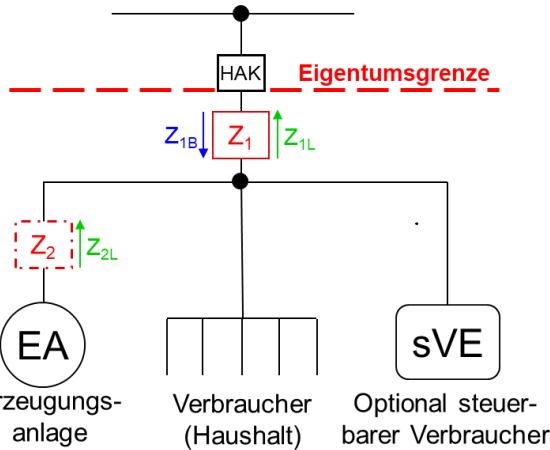 HAK
Eigentumsgrenze
Z1B Z1 Z1L
Z2 Z2L
EA
sVE
rzeugungs-
anlage
Verbraucher
(Haushalt)
Optional steuer-
barer Verbraucher